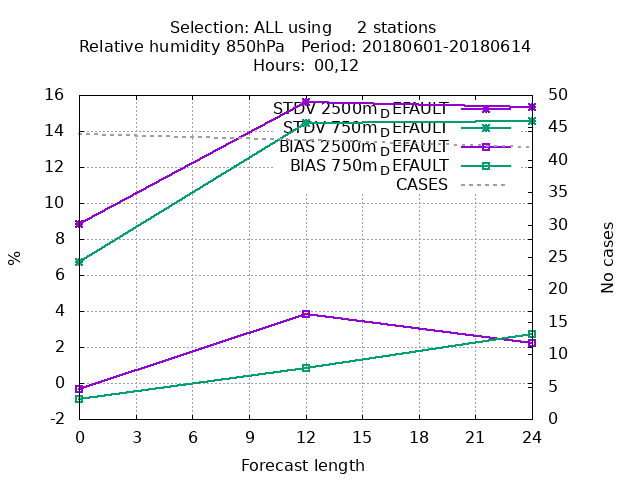 Selection: ALL using     2 stations
Relative humidity 850hPa   Period: 20180601-20180614
Hours: 00,12
16
14
12
10
8
6
4
2
0
-2
%
50
45
40
35
30
25
20
15
10
5
0
No cases
STDV 2500m_DEFAULT
STDV 750m_DEFAULT
BIAS 2500m_DEFAULT
BIAS 750m_DEFAULT
CASES
0 3 6 9 12 15 18 21 24
Forecast length